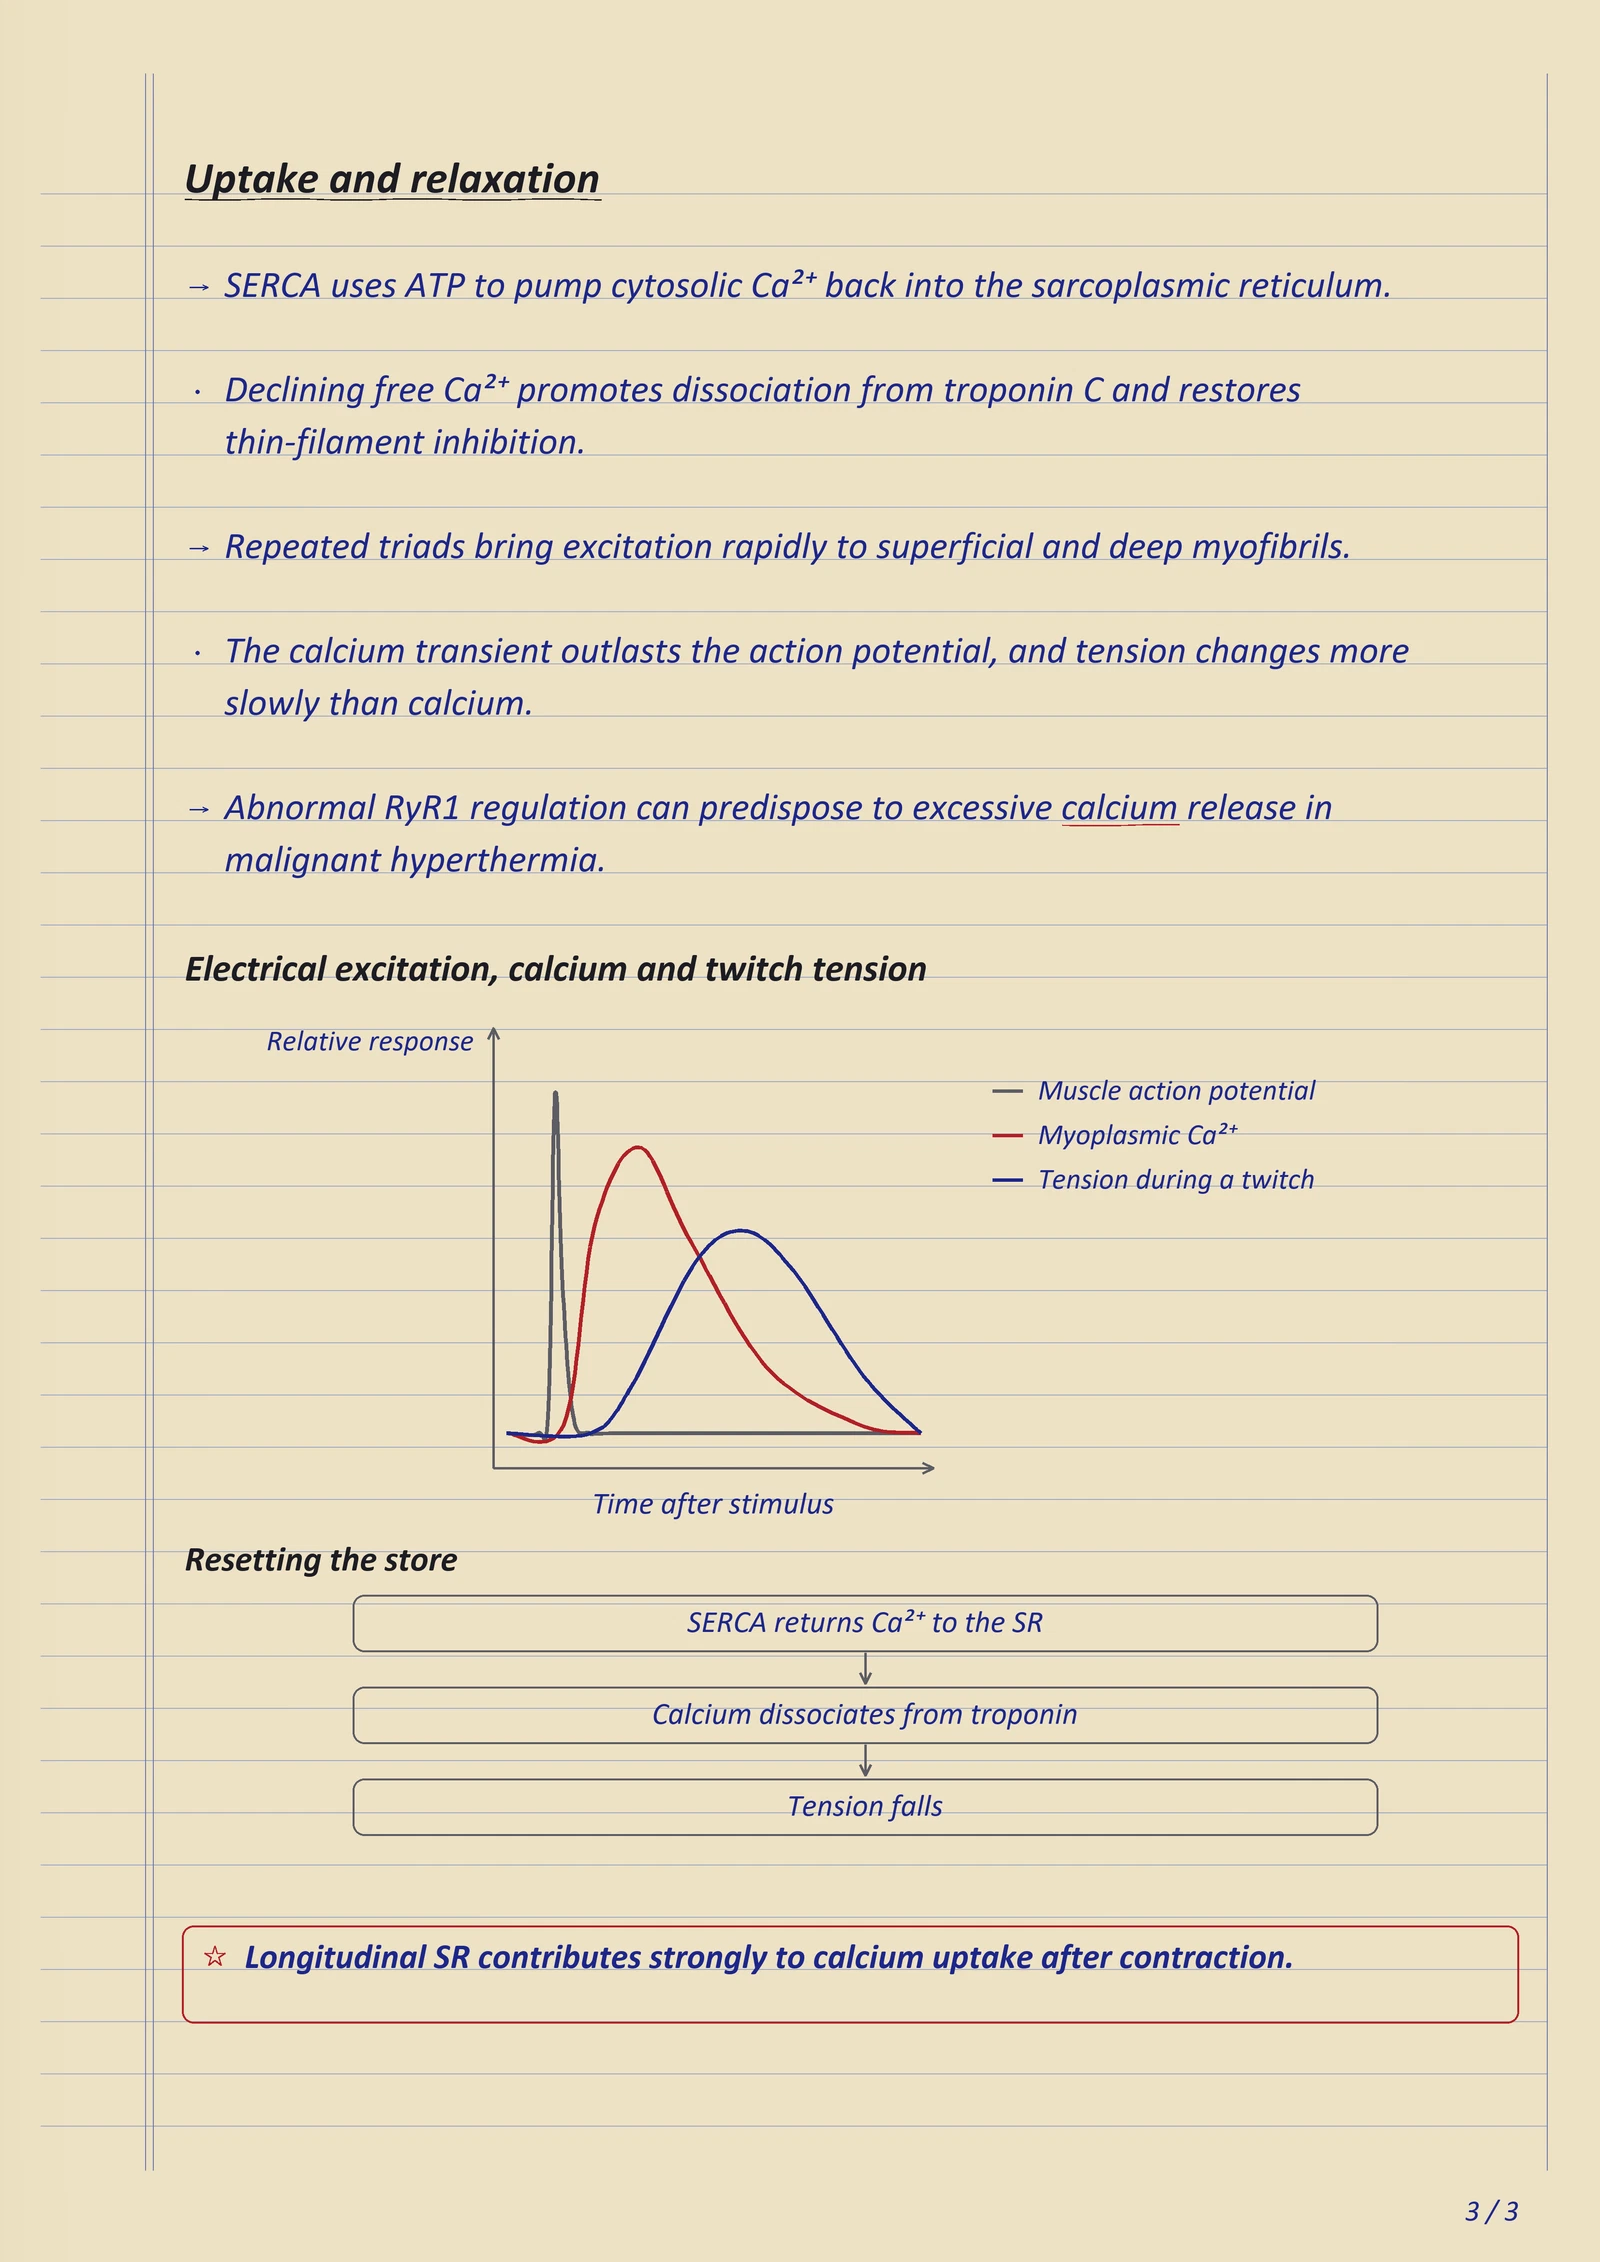 Uptake and relaxation
→ SERCA uses ATP to pump cytosolic Ca²⁺ back into the sarcoplasmic reticulum.
· Declining free Ca²⁺ promotes dissociation from troponin C and restores
thin-filament inhibition.
→ Repeated triads bring excitation rapidly to superficial and deep myofibrils.
· The calcium transient outlasts the action potential, and tension changes more
slowly than calcium.
→ Abnormal RyR1 regulation can predispose to excessive calcium release in
malignant hyperthermia.
Electrical excitation, calcium and twitch tension
Relative response
Muscle action potential
Myoplasmic Ca²⁺
Tension during a twitch
Time after stimulus
Resetting the store
SERCA returns Ca²⁺ to the SR
Calcium dissociates from troponin
Tension falls
☆ Longitudinal SR contributes strongly to calcium uptake after contraction.
3 / 3